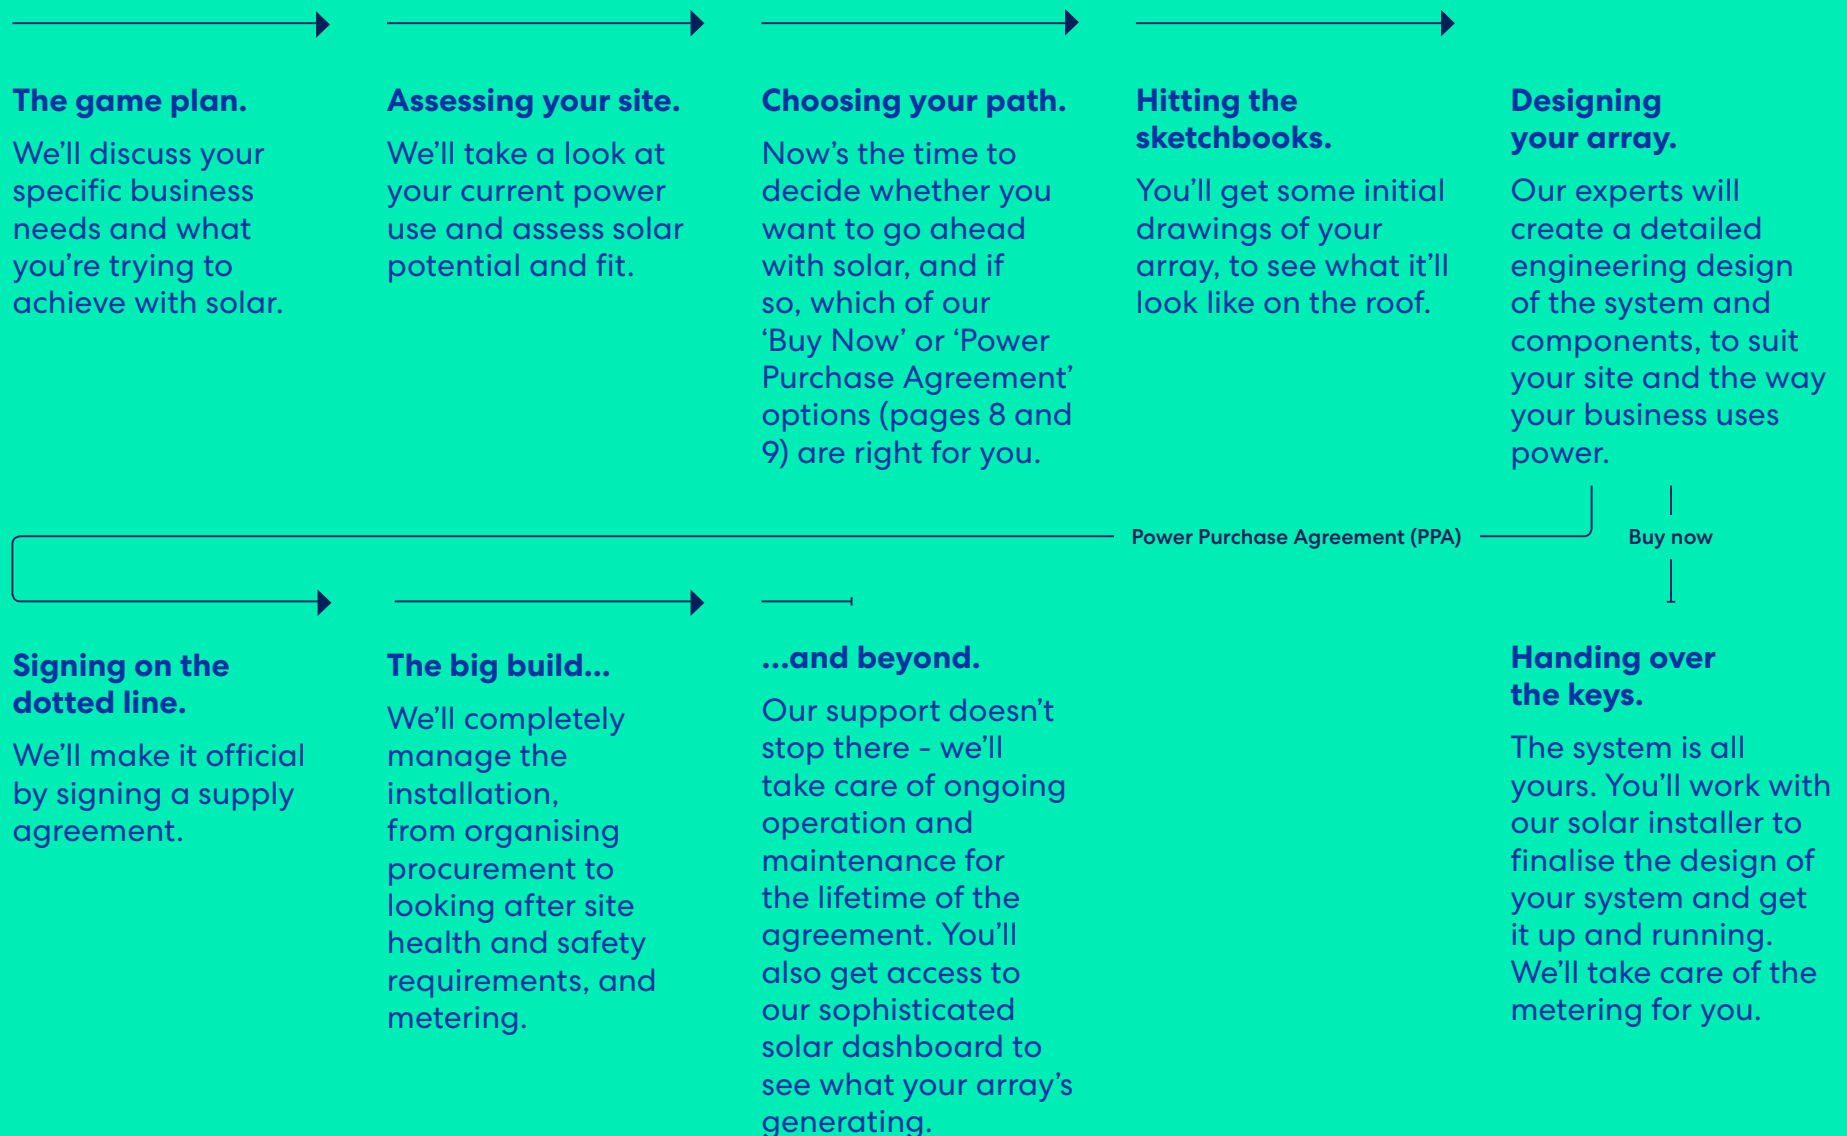 The game plan.
We’ll discuss your
specific business
needs and what
you’re trying to
achieve with solar.
Assessing your site.
We’ll take a look at
your current power
use and assess solar
potential and fit.
Choosing your path.
Now’s the time to
decide whether you
want to go ahead
with solar, and if
so, which of our
‘Buy Now’ or ‘Power
Purchase Agreement’
options (pages 8 and
9) are right for you.
Hitting the
sketchbooks.
You’ll get some initial
drawings of your
array, to see what it’ll
look like on the roof.
Designing
your array.
Our experts will
create a detailed
engineering design
of the system and
components, to suit
your site and the way
your business uses
power.
Power Purchase Agreement (PPA)
Buy now
Signing on the
dotted line.
We’ll make it official
by signing a supply
agreement.
The big build...
We’ll completely
manage the
installation,
from organising
procurement to
looking after site
health and safety
requirements, and
metering.
...and beyond.
Our support doesn’t
stop there - we’ll
take care of ongoing
operation and
maintenance for
the lifetime of the
agreement. You’ll
also get access to
our sophisticated
solar dashboard to
see what your array’s
generating.
Handing over
the keys.
The system is all
yours. You’ll work with
our solar installer to
finalise the design of
your system and get
it up and running.
We’ll take care of the
metering for you.